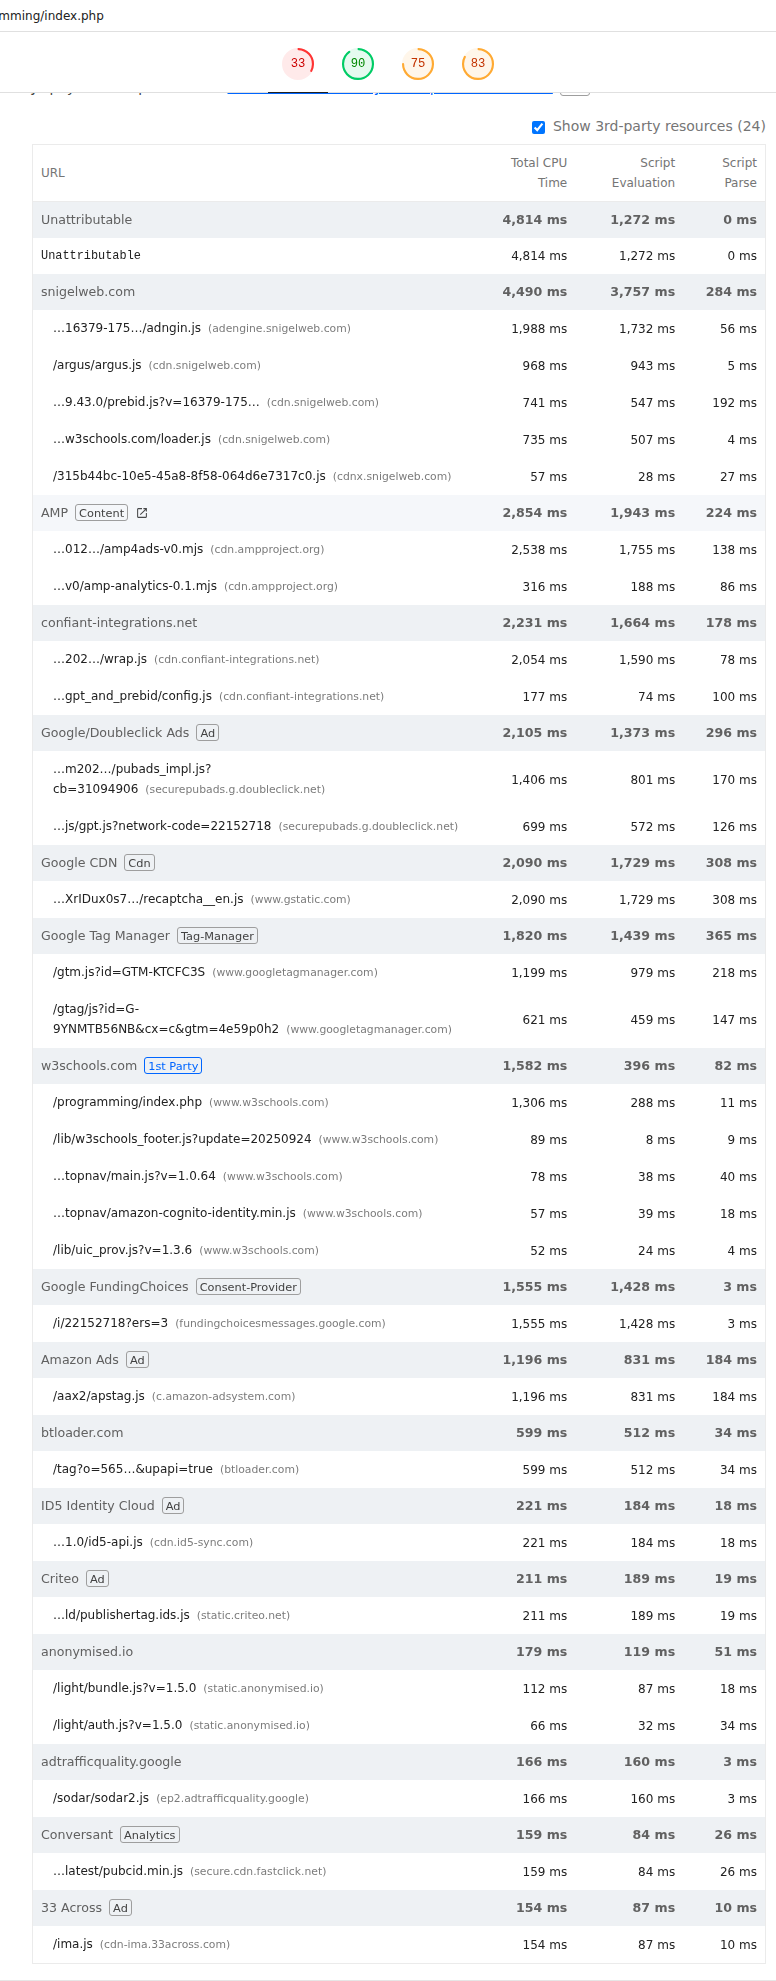 mming/index.php
33 90 75 83
Show 3rd-party resources (24)
URL Total CPU Time Script Evaluation Script Parse
Unattributable 4,814 ms 1,272 ms 0 ms
Unattributable 4,814 ms 1,272 ms 0 ms
snigelweb.com 4,490 ms 3,757 ms 284 ms
…16379-175…/adngin.js (adengine.snigelweb.com) 1,988 ms 1,732 ms 56 ms
/argus/argus.js (cdn.snigelweb.com) 968 ms 943 ms 5 ms
…9.43.0/prebid.js?v=16379-175… (cdn.snigelweb.com) 741 ms 547 ms 192 ms
…w3schools.com/loader.js (cdn.snigelweb.com) 735 ms 507 ms 4 ms
/315b44bc-10e5-45a8-8f58-064d6e7317c0.js (cdnx.snigelweb.com) 57 ms 28 ms 27 ms
AMP Content 2,854 ms 1,943 ms 224 ms
…012…/amp4ads-v0.mjs (cdn.ampproject.org) 2,538 ms 1,755 ms 138 ms
…v0/amp-analytics-0.1.mjs (cdn.ampproject.org) 316 ms 188 ms 86 ms
confiant-integrations.net 2,231 ms 1,664 ms 178 ms
…202…/wrap.js (cdn.confiant-integrations.net) 2,054 ms 1,590 ms 78 ms
…gpt_and_prebid/config.js (cdn.confiant-integrations.net) 177 ms 74 ms 100 ms
Google/Doubleclick Ads Ad 2,105 ms 1,373 ms 296 ms
…m202…/pubads_impl.js?
cb=31094906 (securepubads.g.doubleclick.net) 1,406 ms 801 ms 170 ms
…js/gpt.js?network-code=22152718 (securepubads.g.doubleclick.net) 699 ms 572 ms 126 ms
Google CDN Cdn 2,090 ms 1,729 ms 308 ms
…XrIDux0s7…/recaptcha__en.js (www.gstatic.com) 2,090 ms 1,729 ms 308 ms
Google Tag Manager Tag-Manager 1,820 ms 1,439 ms 365 ms
/gtm.js?id=GTM-KTCFC3S (www.googletagmanager.com) 1,199 ms 979 ms 218 ms
/gtag/js?id=G-
9YNMTB56NB&cx=c&gtm=4e59p0h2 (www.googletagmanager.com) 621 ms 459 ms 147 ms
w3schools.com 1st Party 1,582 ms 396 ms 82 ms
/programming/index.php (www.w3schools.com) 1,306 ms 288 ms 11 ms
/lib/w3schools_footer.js?update=20250924 (www.w3schools.com) 89 ms 8 ms 9 ms
…topnav/main.js?v=1.0.64 (www.w3schools.com) 78 ms 38 ms 40 ms
…topnav/amazon-cognito-identity.min.js (www.w3schools.com) 57 ms 39 ms 18 ms
/lib/uic_prov.js?v=1.3.6 (www.w3schools.com) 52 ms 24 ms 4 ms
Google FundingChoices Consent-Provider 1,555 ms 1,428 ms 3 ms
/i/22152718?ers=3 (fundingchoicesmessages.google.com) 1,555 ms 1,428 ms 3 ms
Amazon Ads Ad 1,196 ms 831 ms 184 ms
/aax2/apstag.js (c.amazon-adsystem.com) 1,196 ms 831 ms 184 ms
btloader.com 599 ms 512 ms 34 ms
/tag?o=565…&upapi=true (btloader.com) 599 ms 512 ms 34 ms
ID5 Identity Cloud Ad 221 ms 184 ms 18 ms
…1.0/id5-api.js (cdn.id5-sync.com) 221 ms 184 ms 18 ms
Criteo Ad 211 ms 189 ms 19 ms
…ld/publishertag.ids.js (static.criteo.net) 211 ms 189 ms 19 ms
anonymised.io 179 ms 119 ms 51 ms
/light/bundle.js?v=1.5.0 (static.anonymised.io) 112 ms 87 ms 18 ms
/light/auth.js?v=1.5.0 (static.anonymised.io) 66 ms 32 ms 34 ms
adtrafficquality.google 166 ms 160 ms 3 ms
/sodar/sodar2.js (ep2.adtrafficquality.google) 166 ms 160 ms 3 ms
Conversant Analytics 159 ms 84 ms 26 ms
…latest/pubcid.min.js (secure.cdn.fastclick.net) 159 ms 84 ms 26 ms
33 Across Ad 154 ms 87 ms 10 ms
/ima.js (cdn-ima.33across.com) 154 ms 87 ms 10 ms